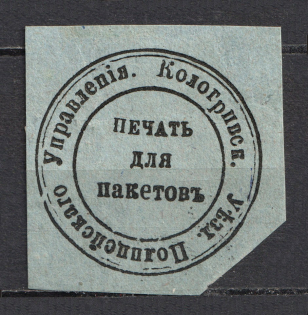 Кологривск. уѣзд. Полицейскаго Управленія.
ПЕЧАТЬ
ДЛЯ
ПАКЕТОВЪ